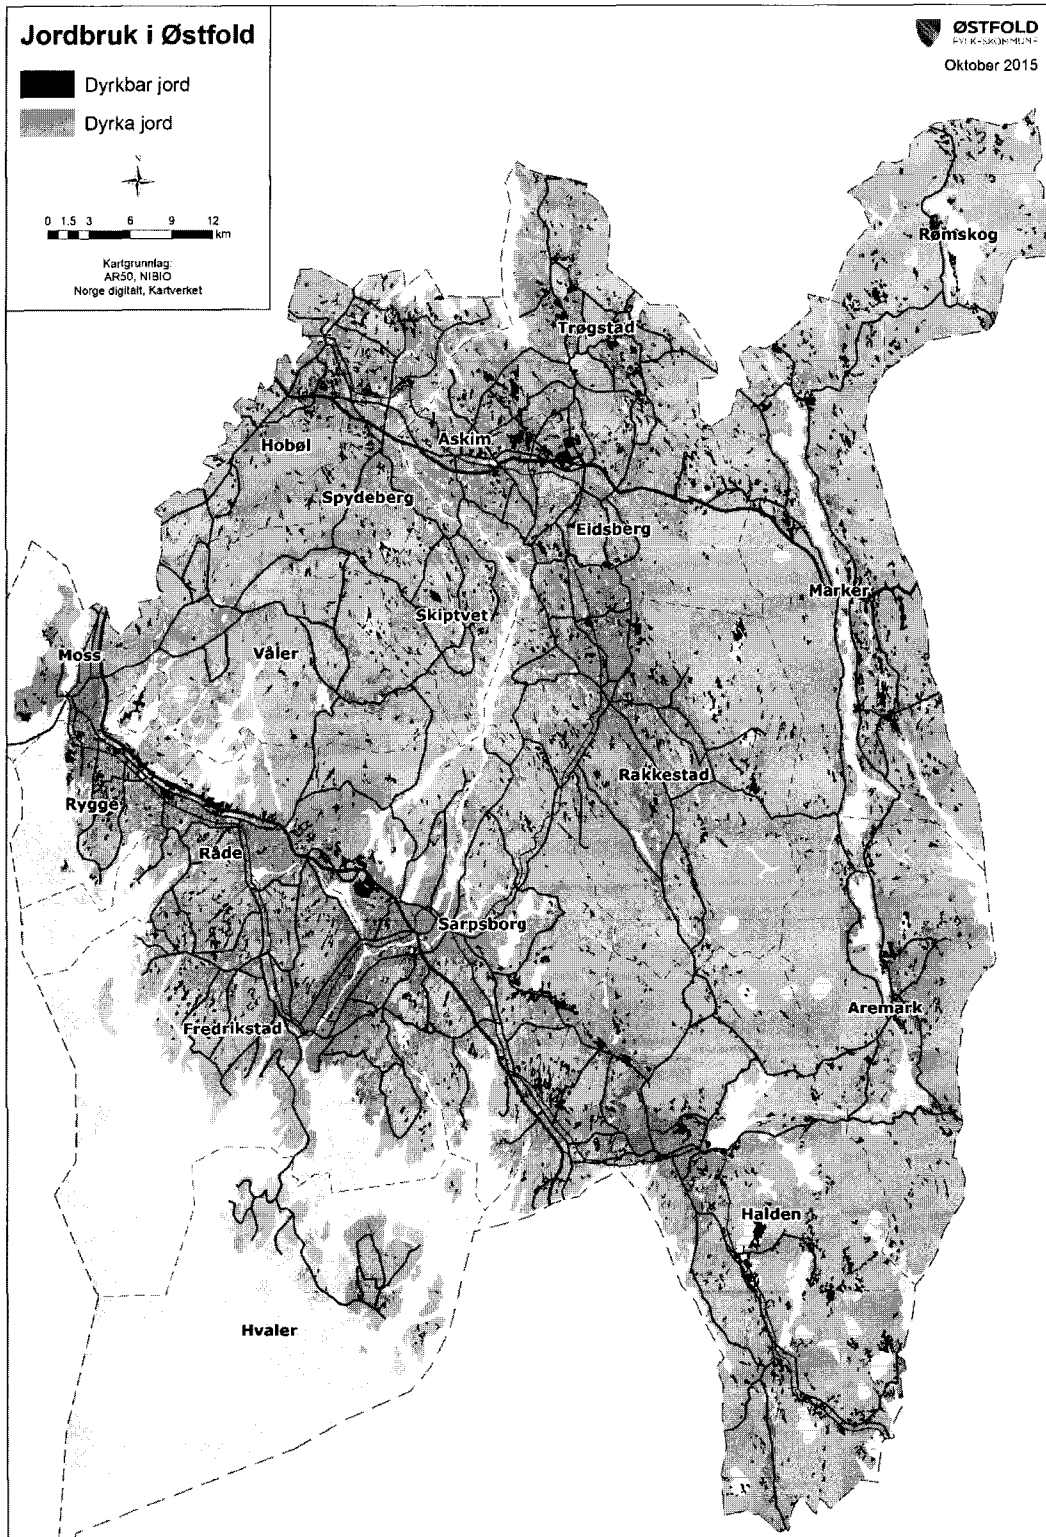 Jordbruk i Østfold
Dyrkbar jord
Dyrka jord
N
0 1.5 3 6 9 12
km
Kartgrunnlag:
AR50, NIBIO
Norge digitalt, Kartverket
ØSTFOLD
FYLKESKOMMUNE
Oktober 2015
Rømskog
Trøgstad
Hobøl
Askim
Spydeberg
Eidsberg
Marker
Skiptvet
Moss
Våler
Rakkestad
Rygge
Råde
Sarpsborg
Aremark
Fredrikstad
Halden
Hvaler